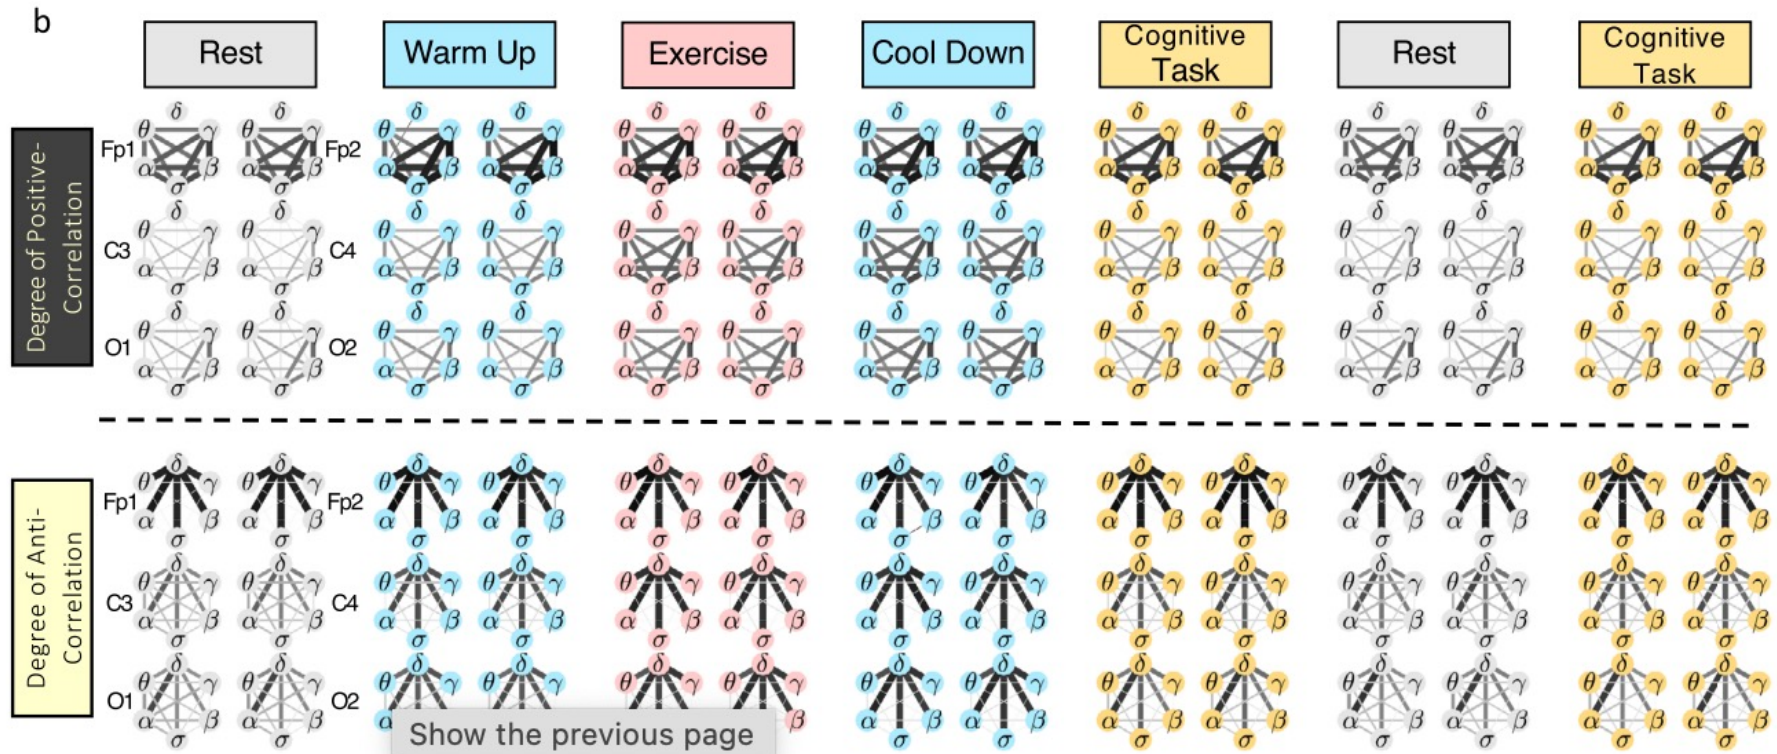 b
Rest
Warm Up
Exercise
Cool Down
Cognitive
Task
Rest
Cognitive
Task
Degree of Positive-
Correlation
δ δ δ δ δ δ δ δ δ δ δ δ δ δ
θ γ θ γ θ γ θ γ θ γ θ γ θ γ θ γ θ γ θ γ θ γ θ γ θ γ θ γ
Fp1 Fp2
α β α β α β α β α β α β α β α β α β α β α β α β α β α β
σ σ σ σ σ σ σ σ σ σ σ σ σ σ
δ δ δ δ δ δ δ δ δ δ δ δ δ δ
θ γ θ γ θ γ θ γ θ γ θ γ θ γ θ γ θ γ θ γ θ γ θ γ θ γ θ γ
C3 C4
α β α β α β α β α β α β α β α β α β α β α β α β α β α β
σ σ σ σ σ σ σ σ σ σ σ σ σ σ
δ δ δ δ δ δ δ δ δ δ δ δ δ δ
θ γ θ γ θ γ θ γ θ γ θ γ θ γ θ γ θ γ θ γ θ γ θ γ θ γ θ γ
O1 O2
α β α β α β α β α β α β α β α β α β α β α β α β α β α β
σ σ σ σ σ σ σ σ σ σ σ σ σ σ
Degree of Anti-
Correlation
δ δ δ δ δ δ δ δ δ δ δ δ δ δ
θ γ θ γ θ γ θ γ θ γ θ γ θ γ θ γ θ γ θ γ θ γ θ γ θ γ θ γ
Fp1 Fp2
α β α β α β α β α β α β α β α β α β α β α β α β α β α β
σ σ σ σ σ σ σ σ σ σ σ σ σ σ
δ δ δ δ δ δ δ δ δ δ δ δ δ δ
θ γ θ γ θ γ θ γ θ γ θ γ θ γ θ γ θ γ θ γ θ γ θ γ θ γ θ γ
C3 C4
α β α β α β α β α β α β α β α β α β α β α β α β α β α β
σ σ σ σ σ σ σ σ σ σ σ σ σ σ
δ δ δ δ δ δ δ δ δ δ δ δ δ δ
θ γ θ γ θ γ θ γ θ γ θ γ θ γ θ γ θ γ θ γ θ γ θ γ θ γ θ γ
O1 O2
α β α β β α β α β α β α β α β α β α β α β
σ σ σ σ σ σ σ σ σ σ
Show the previous page